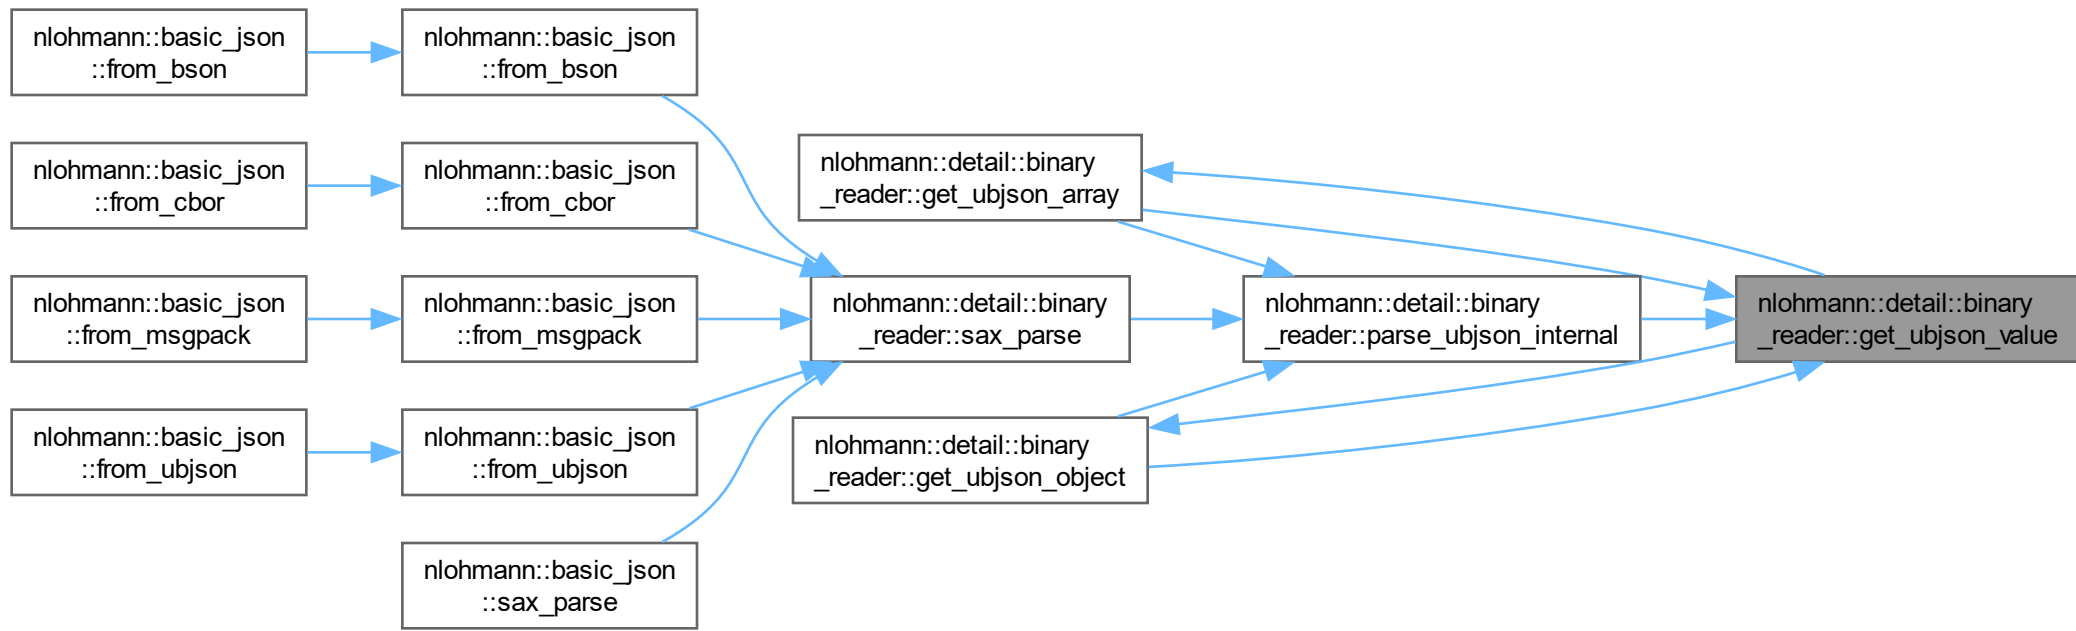 nlohmann::basic_json
::from_bson
nlohmann::basic_json
::from_bson
nlohmann::basic_json
::from_cbor
nlohmann::basic_json
::from_cbor
nlohmann::detail::binary
_reader::get_ubjson_array
nlohmann::basic_json
::from_msgpack
nlohmann::basic_json
::from_msgpack
nlohmann::detail::binary
_reader::sax_parse
nlohmann::detail::binary
_reader::parse_ubjson_internal
nlohmann::detail::binary
_reader::get_ubjson_value
nlohmann::basic_json
::from_ubjson
nlohmann::basic_json
::from_ubjson
nlohmann::detail::binary
_reader::get_ubjson_object
nlohmann::basic_json
::sax_parse